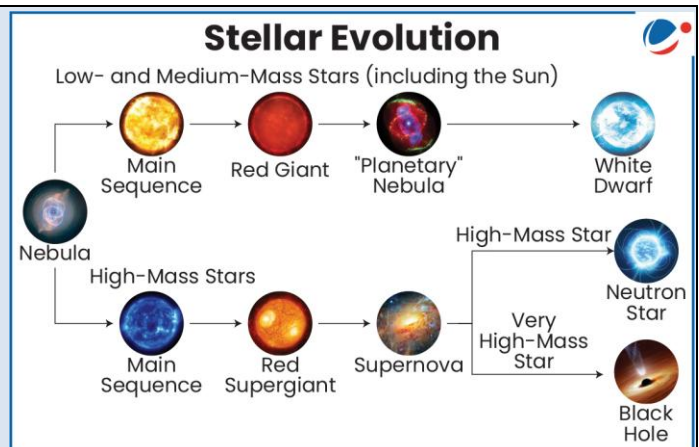 Stellar Evolution
Low- and Medium-Mass Stars (including the Sun)
Main
Sequence
Red Giant
"Planetary"
Nebula
White
Dwarf
Nebula
High-Mass Stars
Main
Sequence
Red
Supergiant
Supernova
High-Mass Star
Neutron
Star
Very
High-Mass
Star
Black
Hole